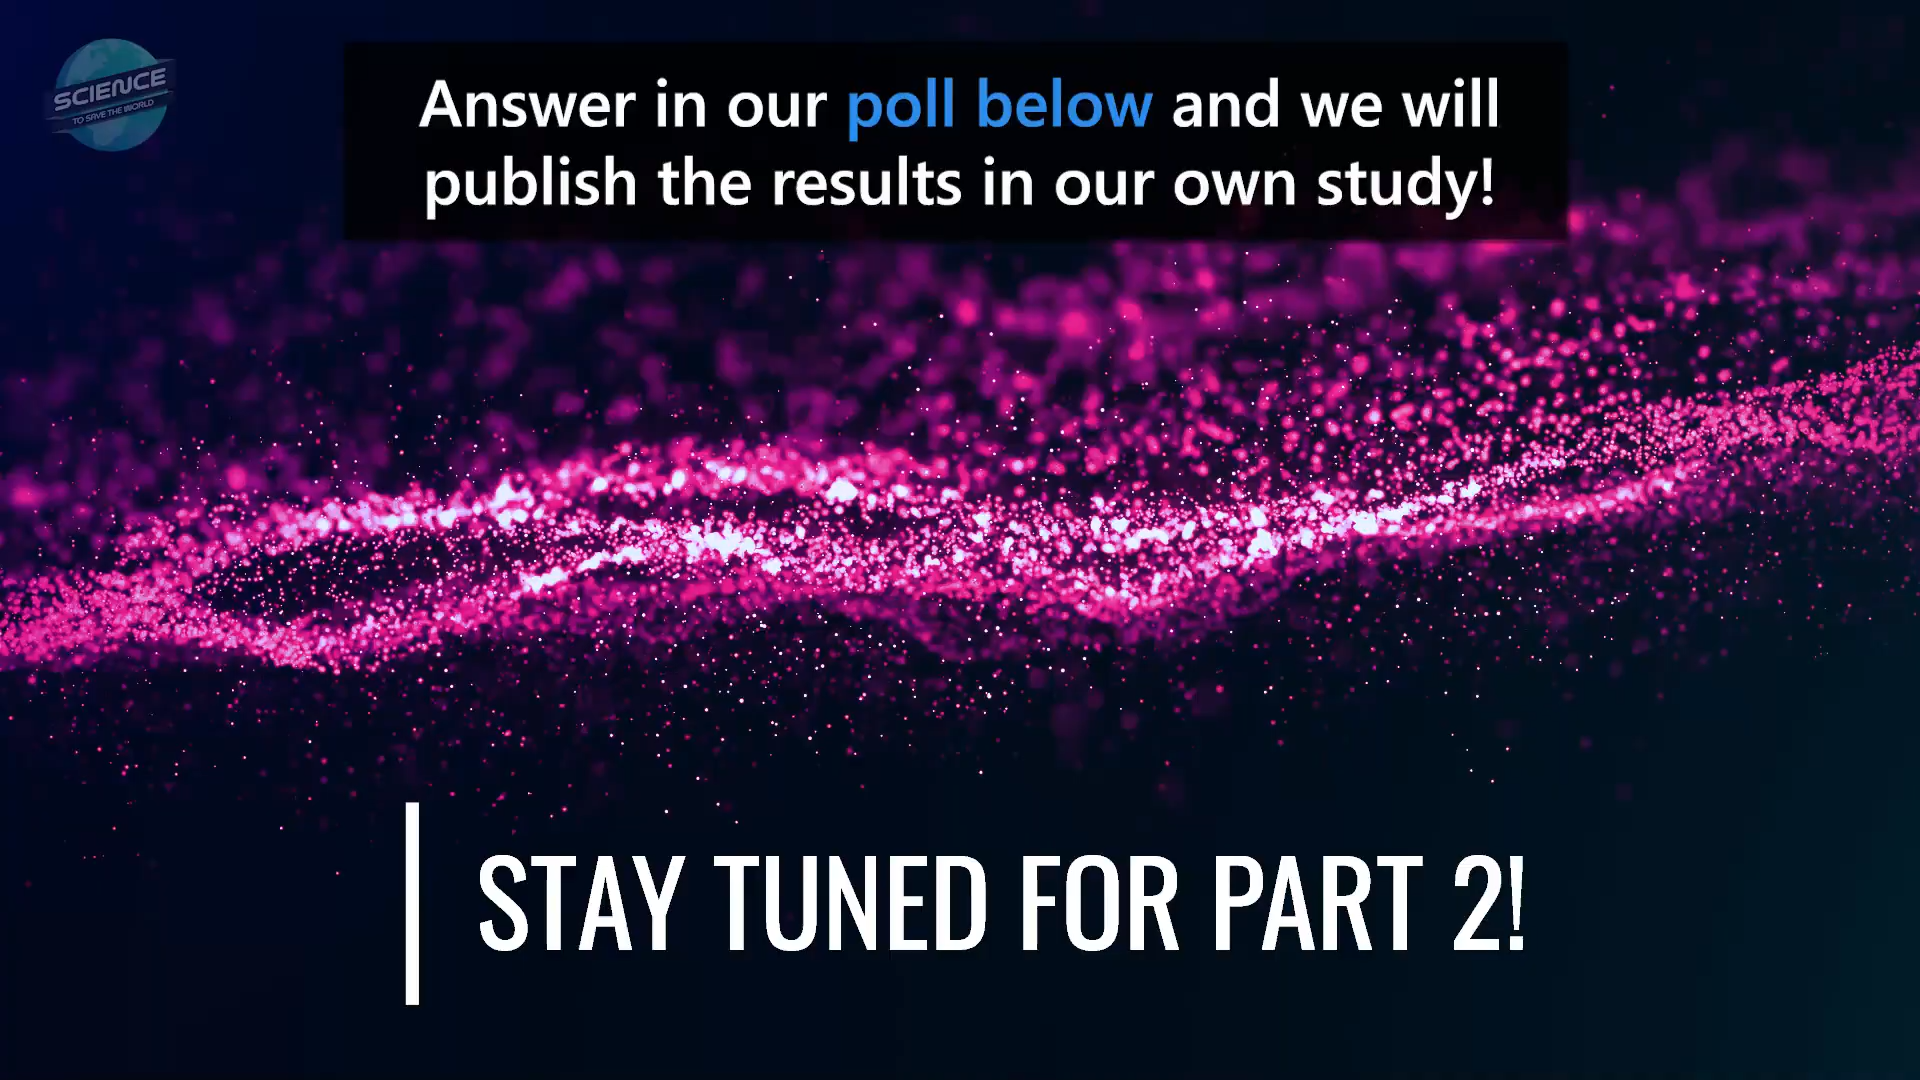 SCIENCE
TO SAVE THE WORLD
Answer in our poll below and we will
publish the results in our own study!
STAY TUNED FOR PART 2!